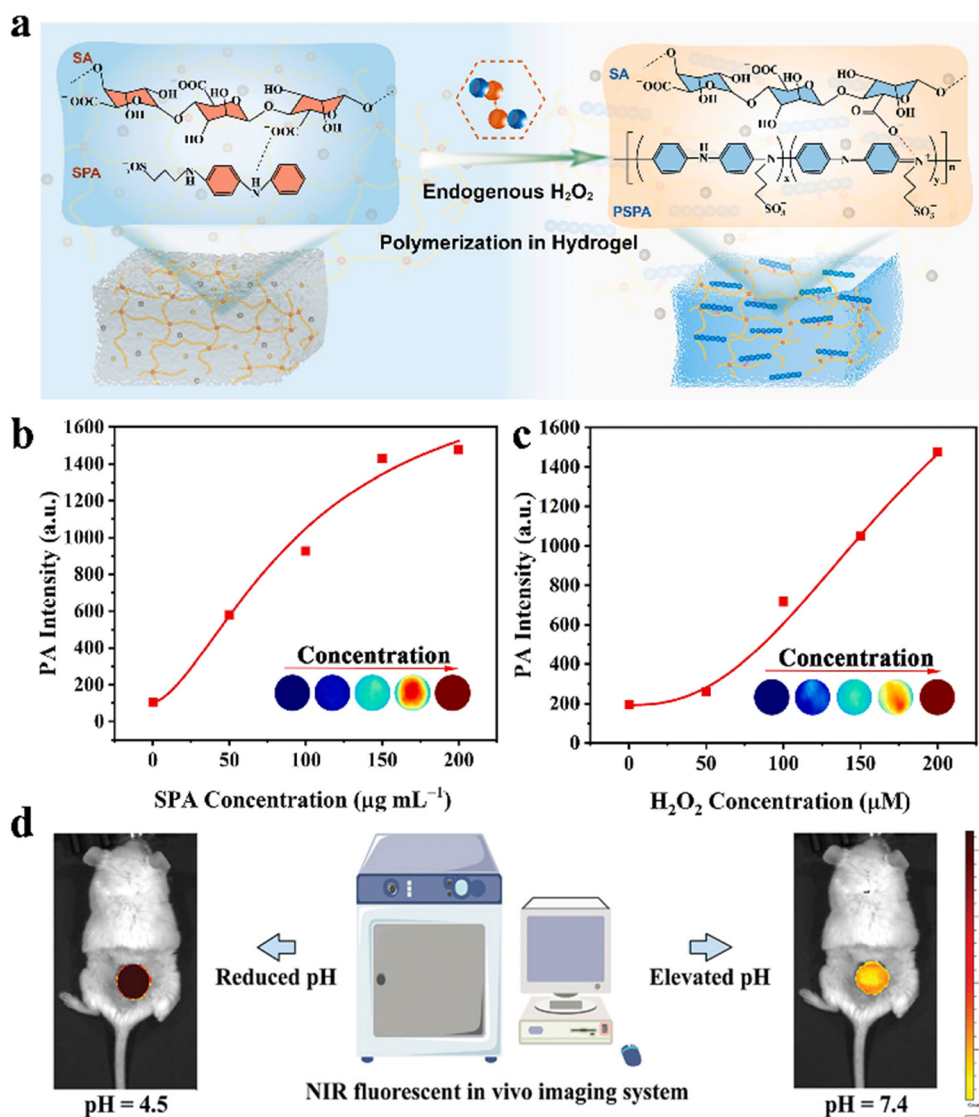 a
SA
SPA
Endogenous H₂O₂
Polymerization in Hydrogel
SA
PSPA
b
PA Intensity (a.u.)
1600
1400
1200
1000
800
600
400
200
0
Concentration
0 50 100 150 200
SPA Concentration (μg mL⁻¹)
c
PA Intensity (a.u.)
1600
1400
1200
1000
800
600
400
200
0
Concentration
0 50 100 150 200
H₂O₂ Concentration (μM)
d
Reduced pH
Elevated pH
pH = 4.5
NIR fluorescent in vivo imaging system
pH = 7.4